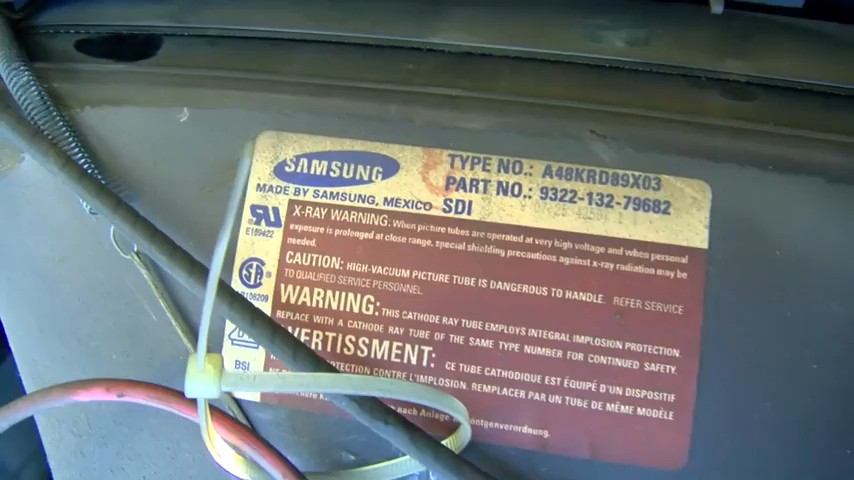 SAMSUNG
TYPE NO.: A48KRD89X03
PART NO.: 9322-132-79682
MADE BY SAMSUNG, MEXICO SDI
X-RAY WARNING: When picture tubes are operated at very high voltage and when personal
exposure is prolonged at close range, special shielding precautions against x-ray radiation may be
needed.
CAUTION: HIGH-VACUUM PICTURE TUBE IS DANGEROUS TO HANDLE. REFER SERVICE
TO QUALIFIED SERVICE PERSONNEL.
WARNING: THIS CATHODE RAY TUBE EMPLOYS INTEGRAL IMPLOSION PROTECTION.
REPLACE WITH A CATHODE RAY TUBE OF THE SAME TYPE NUMBER FOR CONTINUED SAFETY.
CE TUBE CATHODIQUE EST ÉQUIPÉ D'UN DISPOSITIF
L'IMPLOSION, REMPLACER PAR UN TUBE DE MÊME MODÈLE
nach Anlage
BSI